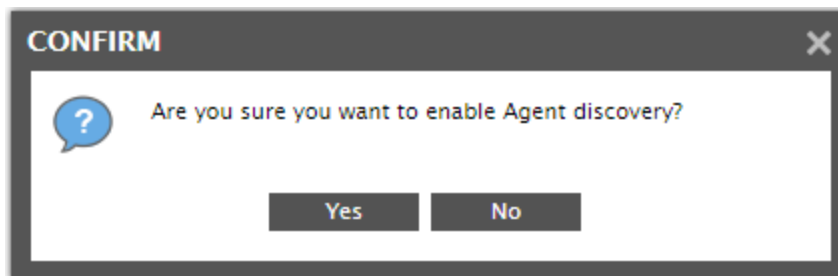 CONFIRM
Are you sure you want to enable Agent discovery?
Yes No